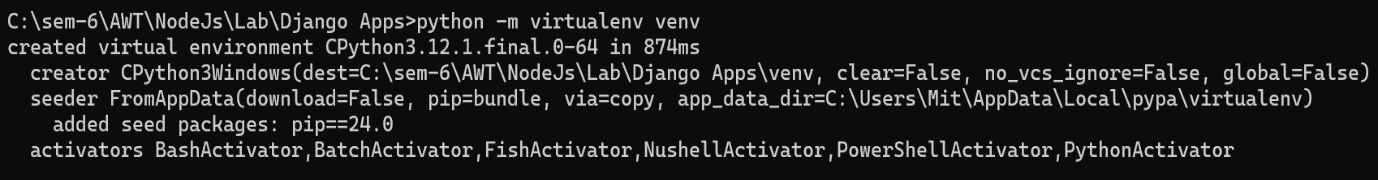 C:\sem-6\AWT\NodeJs\Lab\Django Apps>python -m virtualenv venv
created virtual environment CPython3.12.1.final.0-64 in 874ms
  creator CPython3Windows(dest=C:\sem-6\AWT\NodeJs\Lab\Django Apps\venv, clear=False, no_vcs_ignore=False, global=False)
  seeder FromAppData(download=False, pip=bundle, via=copy, app_data_dir=C:\Users\Mit\AppData\Local\pypa\virtualenv)
    added seed packages: pip==24.0
  activators BashActivator,BatchActivator,FishActivator,NushellActivator,PowerShellActivator,PythonActivator